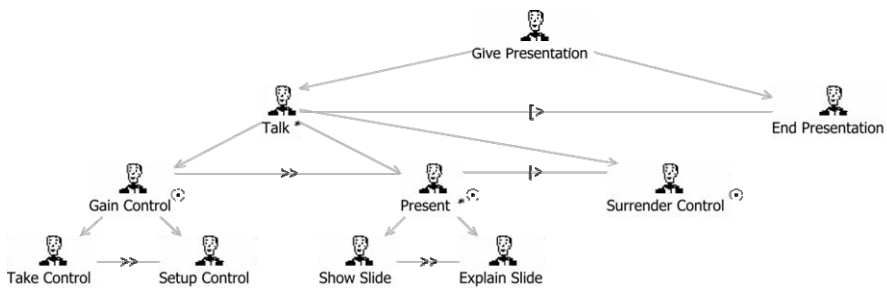 Give Presentation
Talk *
[>
End Presentation
Gain Control
>>
Present *
[>
Surrender Control
Take Control
>>
Setup Control
Show Slide
>>
Explain Slide